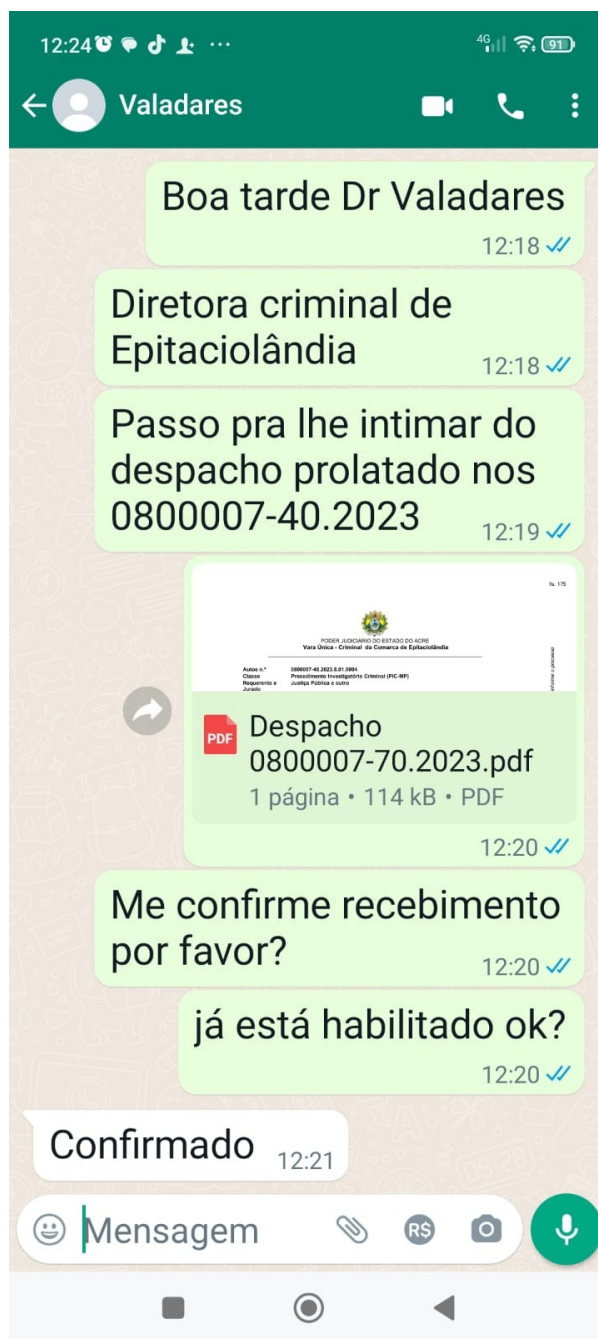 12:24
4G
91
Valadares
Boa tarde Dr Valadares
12:18
Diretora criminal de
Epitaciolândia
12:18
Passo pra lhe intimar do
despacho prolatado nos
0800007-40.2023
12:19
fls. 175
PODER JUDICIÁRIO DO ESTADO DO ACRE
Vara Única - Criminal da Comarca de Epitaciolândia
Autos n.º 0800007-40.2023.8.01.0004
Classe Procedimento Investigatório Criminal (PIC-MP)
Requerente e Justiça Pública e outro
Jurado
PDF
Despacho
0800007-70.2023.pdf
1 página • 114 kB • PDF
12:20
Me confirme recebimento
por favor?
12:20
já está habilitado ok?
12:20
Confirmado
12:21
Mensagem
R$